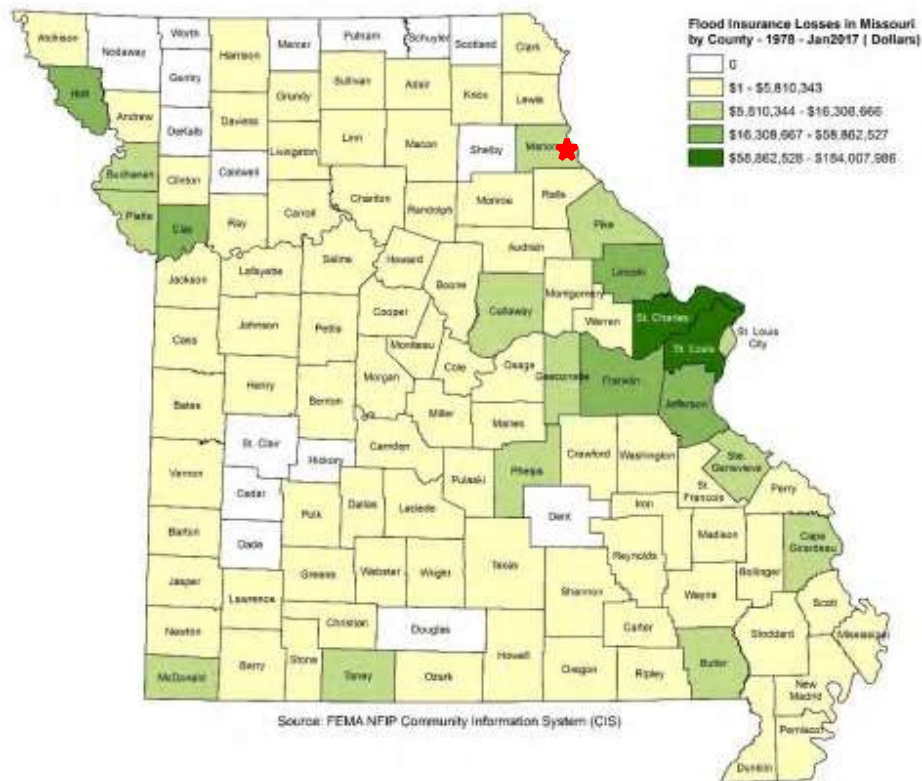 Flood Insurance Losses in Missouri
by County - 1978 - Jan2017 ( Dollars)
0
$1 - $5,810,343
$5,810,344 - $16,308,666
$16,309,667 - $58,862,527
$58,862,528 - $184,007,986
Atchison
Nodaway
Worth
Harrison
Mercer
Putnam
Schuyler
Scotland
Clark
Gentry
Holt
Sullivan
Adair
Knox
Lewis
Grundy
Andrew
DeKalb
Daviess
Linn
Macon
Shelby
Marion
Livingston
Buchanan
Clinton
Caldwell
Chariton
Randolph
Monroe
Ralls
Platte
Clay
Ray
Carroll
Pike
Audrain
Saline
Howard
Boone
Lincoln
Jackson
Lafayette
Callaway
Montgomery
Cooper
Warren
St. Charles
St. Louis
City
Johnson
Pettis
Cass
Moniteau
Cole
Osage
St. Louis
Gasconade
Franklin
Morgan
Jefferson
Henry
Benton
Miller
Bates
Maries
St. Clair
Camden
Crawford
Washington
Ste.
Genevieve
Hickory
Vernon
Pulaski
Phelps
St.
Francois
Perry
Cedar
Dallas
Laclede
Iron
Polk
Dent
Madison
Cape
Girardeau
Barton
Dade
Reynolds
Texas
Bollinger
Jasper
Greene
Webster
Wright
Shannon
Wayne
Scott
Lawrence
Christian
Douglas
Carter
Stoddard
Mississippi
Newton
Barry
Stone
Howell
Butler
McDonald
Taney
Ozark
Oregon
Ripley
New
Madrid
Pemiscot
Dunklin
Source: FEMA NFIP Community Information System (CIS)